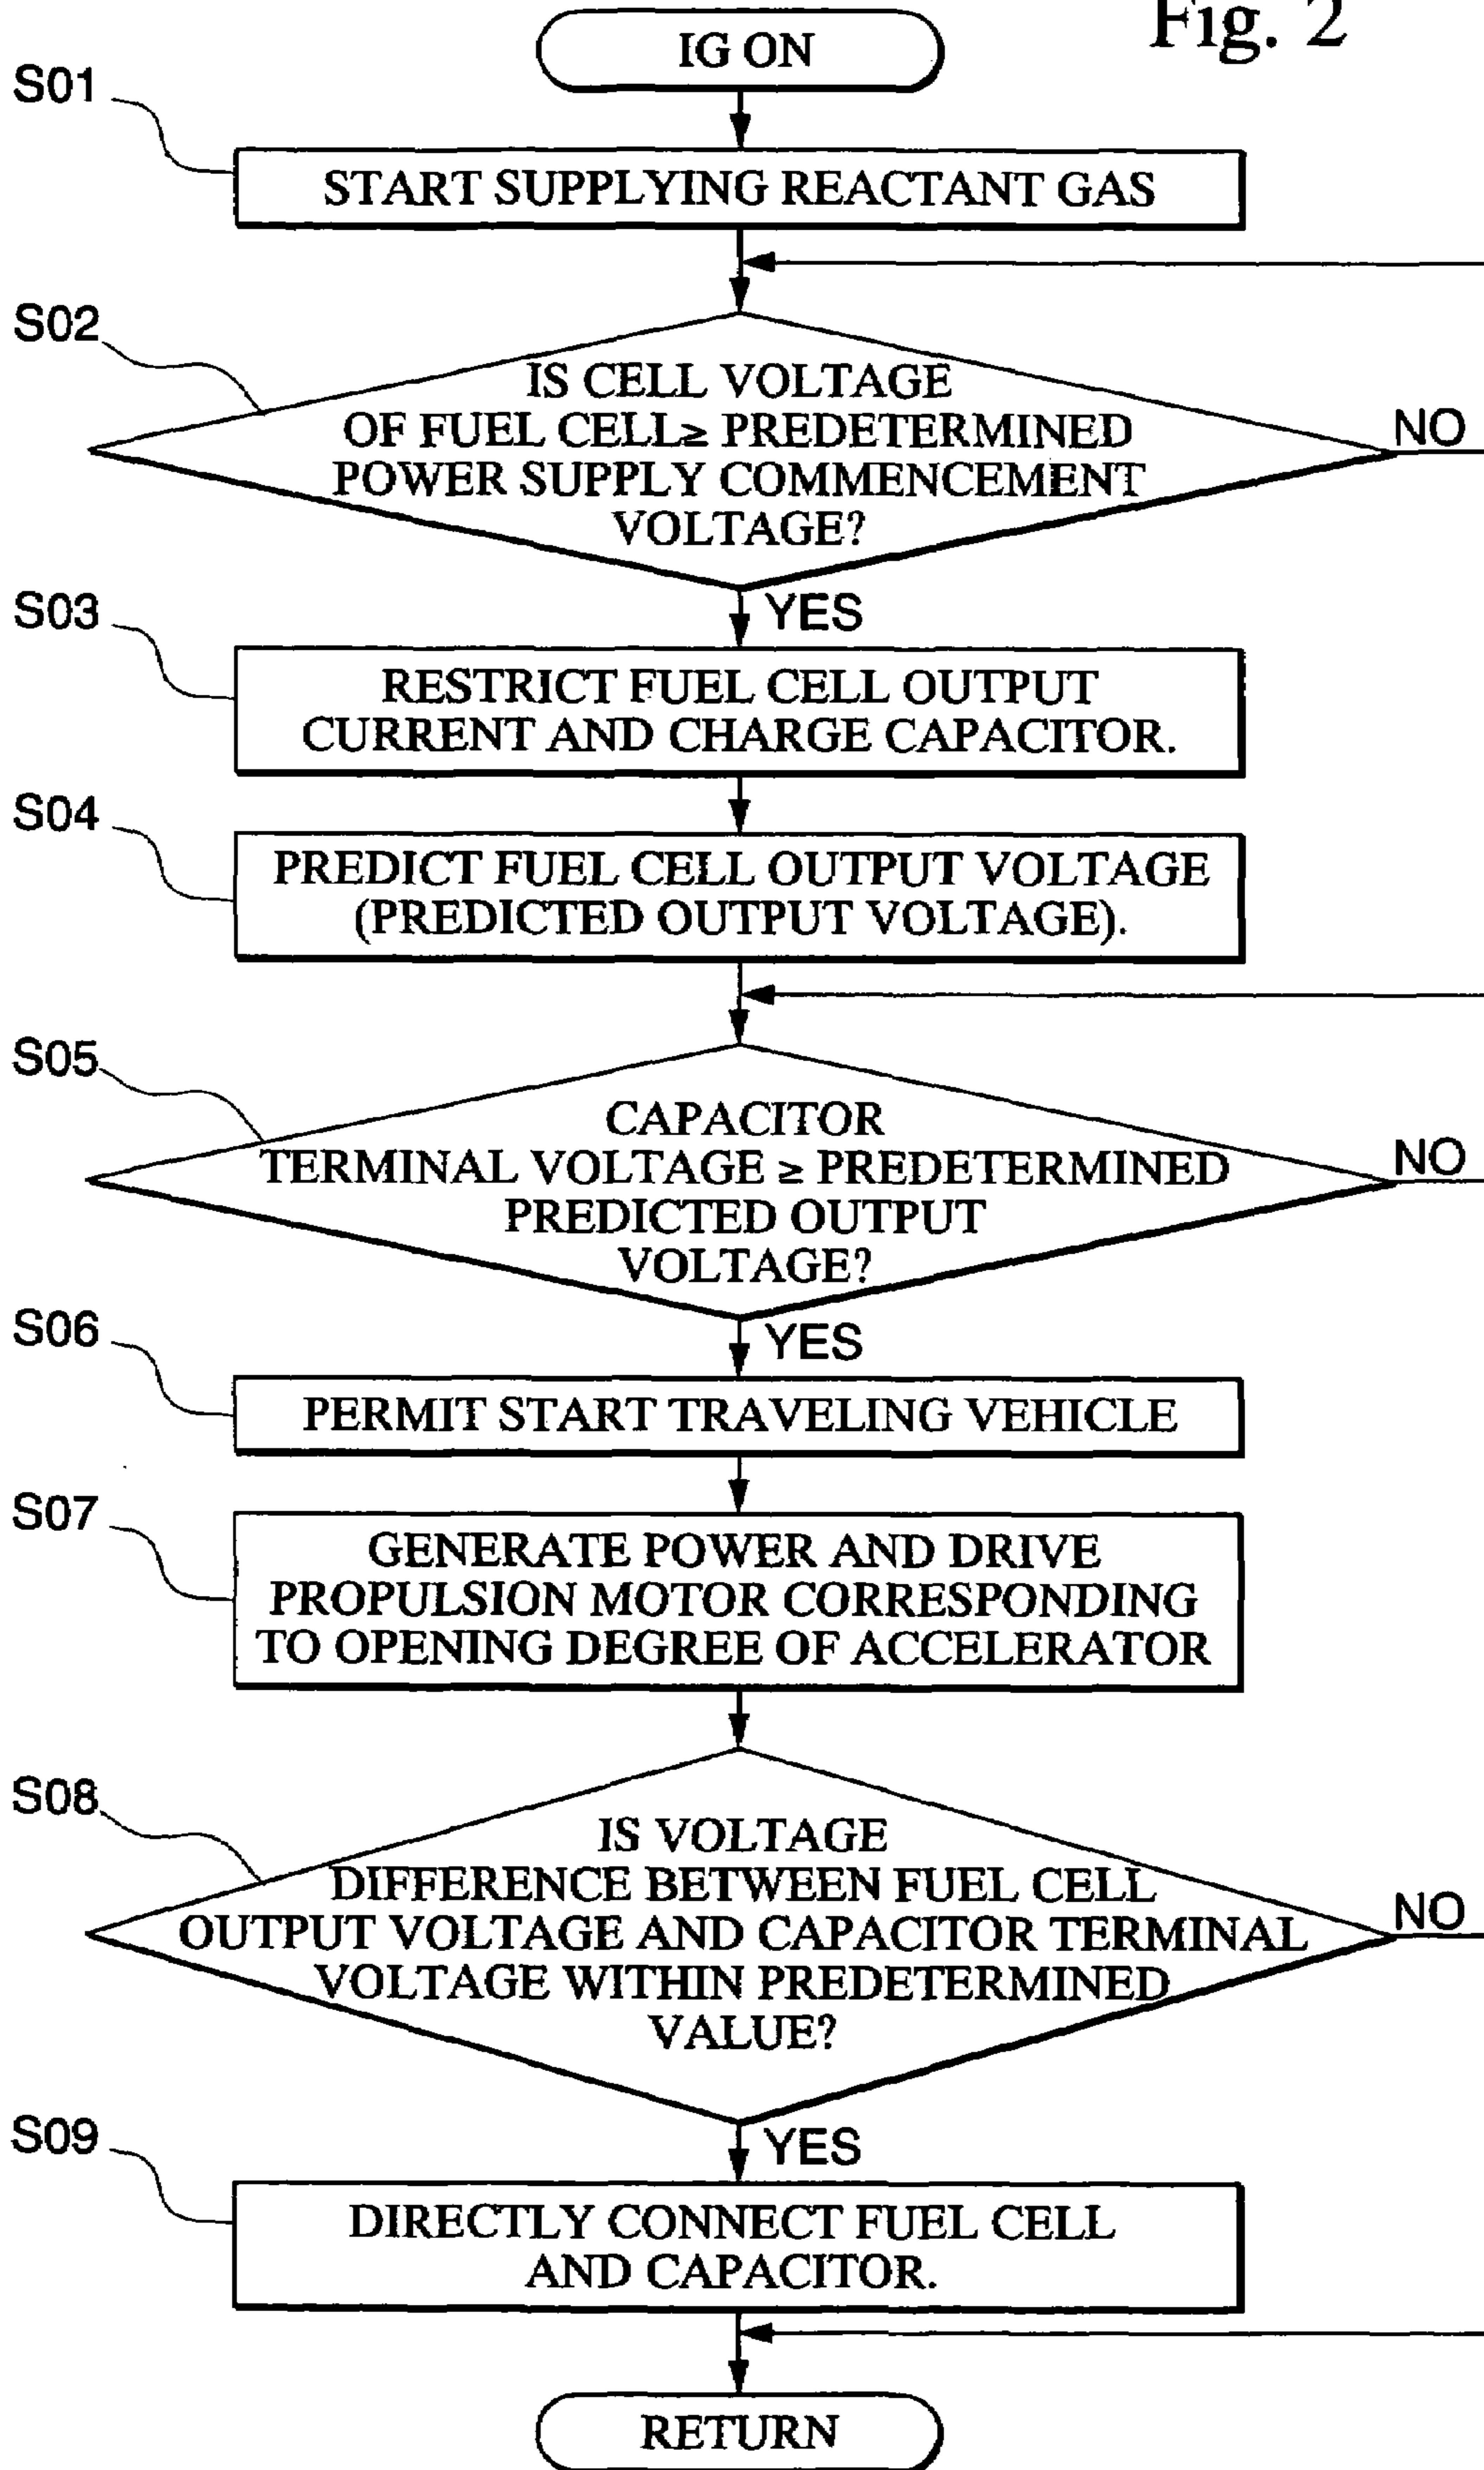 Fig. 2
IG ON
S01
START SUPPLYING REACTANT GAS
S02
IS CELL VOLTAGE
OF FUEL CELL≥ PREDETERMINED
POWER SUPPLY COMMENCEMENT
VOLTAGE?
NO
YES
S03
RESTRICT FUEL CELL OUTPUT
CURRENT AND CHARGE CAPACITOR.
S04
PREDICT FUEL CELL OUTPUT VOLTAGE
(PREDICTED OUTPUT VOLTAGE).
S05
CAPACITOR
TERMINAL VOLTAGE ≥ PREDETERMINED
PREDICTED OUTPUT
VOLTAGE?
NO
YES
S06
PERMIT START TRAVELING VEHICLE
S07
GENERATE POWER AND DRIVE
PROPULSION MOTOR CORRESPONDING
TO OPENING DEGREE OF ACCELERATOR
S08
IS VOLTAGE
DIFFERENCE BETWEEN FUEL CELL
OUTPUT VOLTAGE AND CAPACITOR TERMINAL
VOLTAGE WITHIN PREDETERMINED
VALUE?
NO
YES
S09
DIRECTLY CONNECT FUEL CELL
AND CAPACITOR.
RETURN